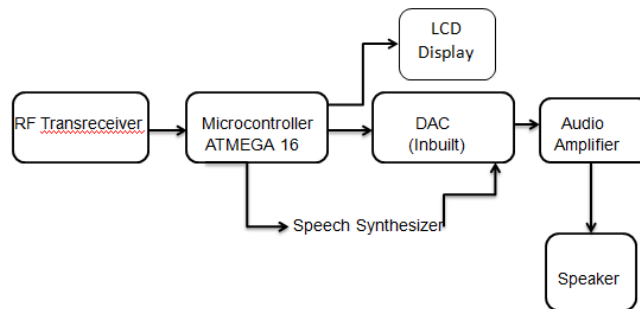 LCD
Display
RF Transreceiver
Microcontroller
ATMEGA 16
DAC
(Inbuilt)
Audio
Amplifier
Speech Synthesizer
Speaker